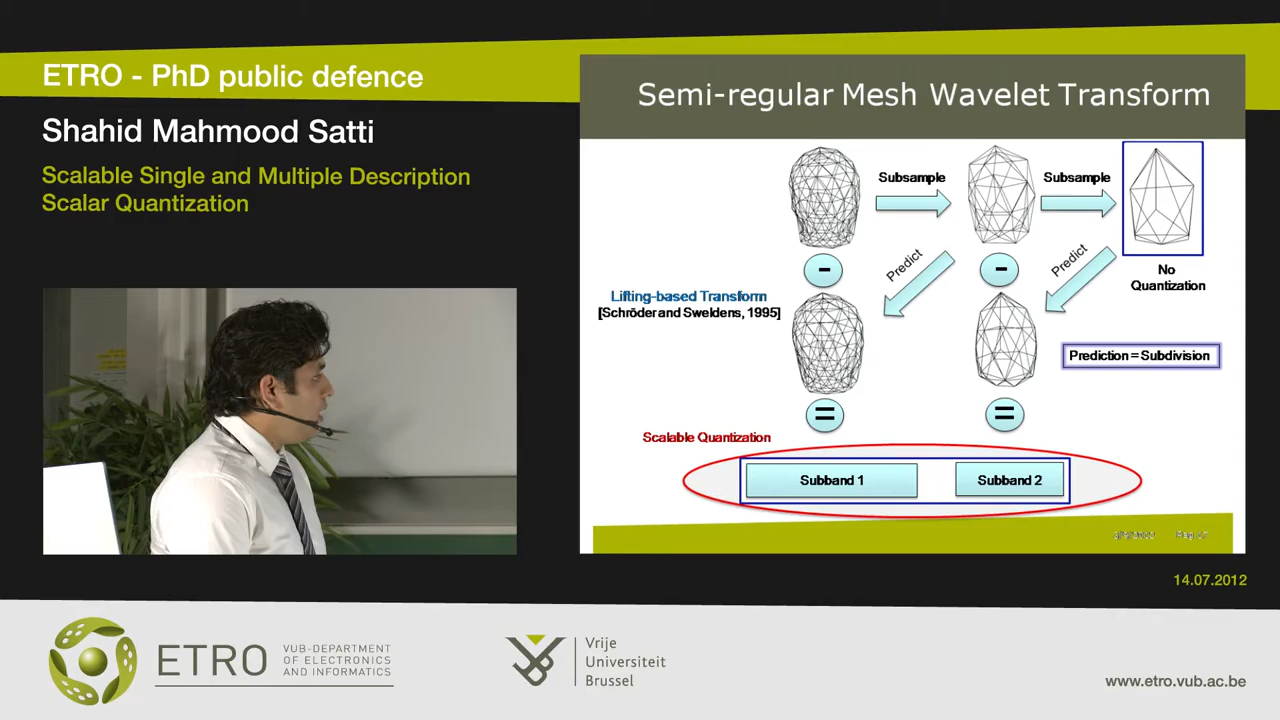 ETRO - PhD public defence
Shahid Mahmood Satti
Scalable Single and Multiple Description
Scalar Quantization
Semi-regular Mesh Wavelet Transform
Subsample
Subsample
Predict
Predict
-
-
No
Quantization
Lifting-based Transform
[Schröder and Sweldens, 1995]
Prediction = Subdivision
=
=
Scalable Quantization
Subband 1
Subband 2
14.07.2012
ETRO
VUB-DEPARTMENT
OF ELECTRONICS
AND INFORMATICS
Vrije
Universiteit
Brussel
www.etro.vub.ac.be